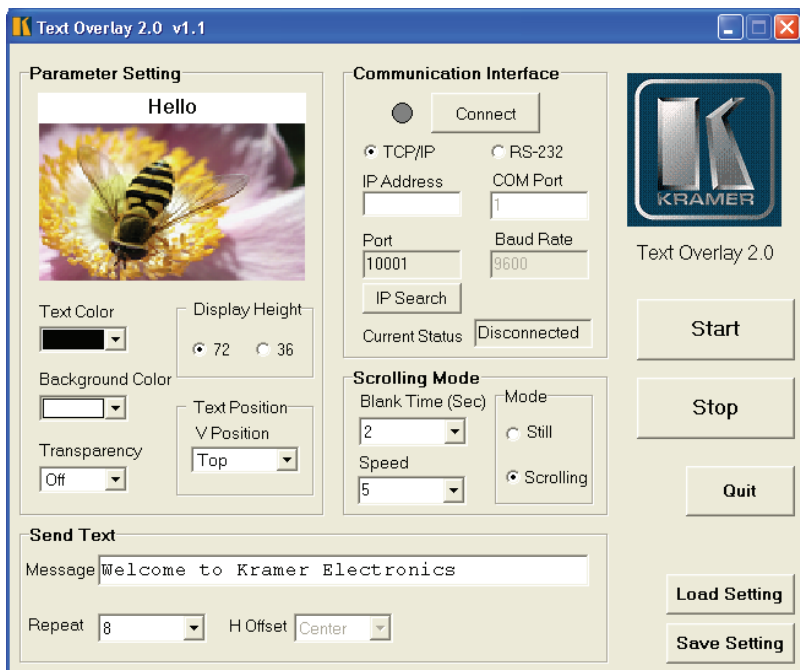 Text Overlay 2.0 v1.1
Parameter Setting
Hello
Text Color
Display Height
72 36
Background Color
Text Position
V Position
Top
Transparency
Off
Communication Interface
Connect
TCP/IP RS-232
IP Address COM Port
1
Port Baud Rate
10001 9600
IP Search
Current Status Disconnected
Scrolling Mode
Blank Time (Sec)
2
Speed
5
Mode
Still
Scrolling
KRAMER
Text Overlay 2.0
Start
Stop
Quit
Send Text
Message Welcome to Kramer Electronics
Repeat 8 H Offset Center
Load Setting
Save Setting